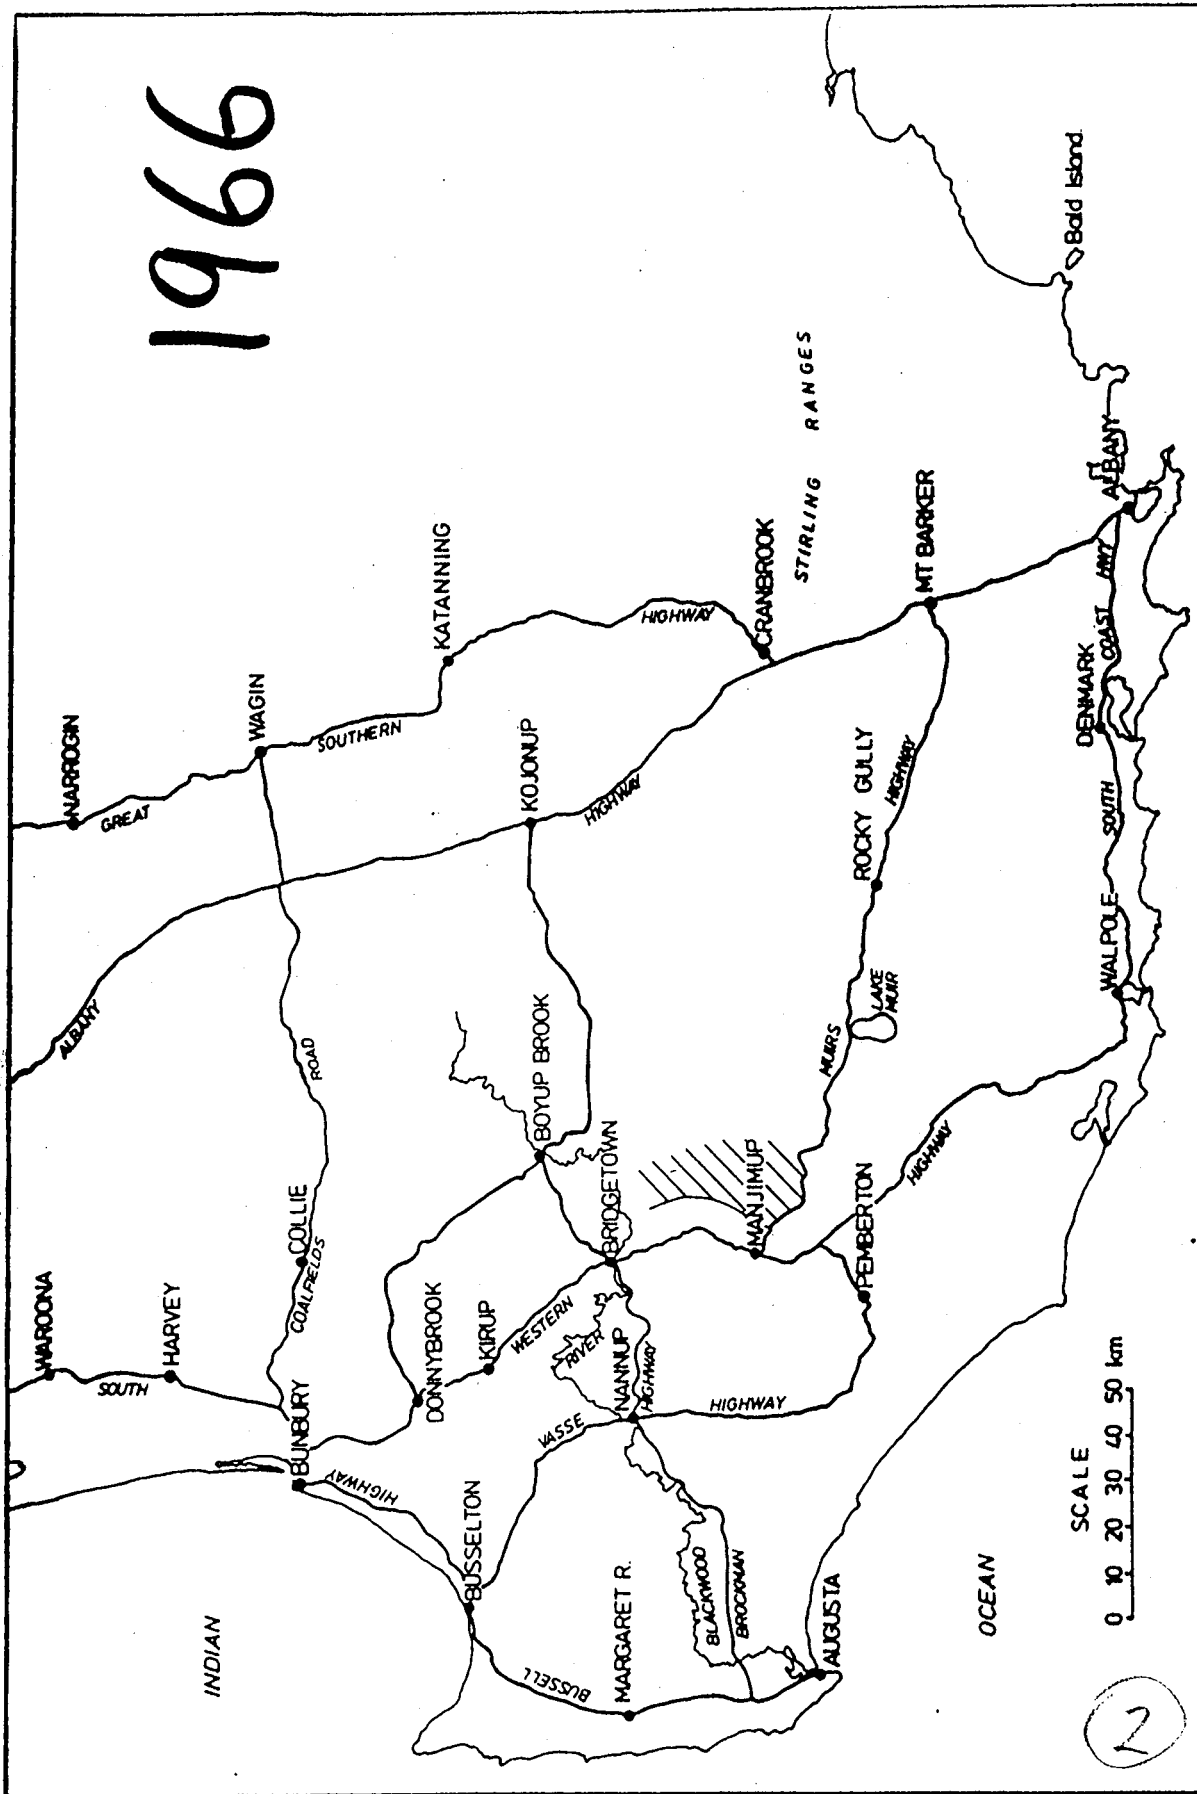 1966
NARROGIN
GREAT
WAGIN
SOUTHERN
KATANNING
HIGHWAY
CRANBROOK
STIRLING RANGES
MT BARKER
ALBANY
Bald Island
ALBANY
KOJONUP
HIGHWAY
ROCKY GULLY
HIGHWAY
DENMARK
COAST HWY
SOUTH
WALPOLE
WAROONA
SOUTH
HARVEY
COLLIE
COALFIELDS
ROAD
BUNBURY
BOYUP BROOK
DONNYBROOK
KIRUP
WESTERN
BRIDGETOWN
MUIRS
LAKE
MUIR
MANJIMUP
HIGHWAY
PEMBERTON
RIVER
NANNUP
HIGHWAY
HIGHWAY
VASSE
HIGHWAY
BUSSELTON
BUSSELL
MARGARET R.
BLACKWOOD
BROCKMAN
AUGUSTA
INDIAN
OCEAN
SCALE
0 10 20 30 40 50 km
2